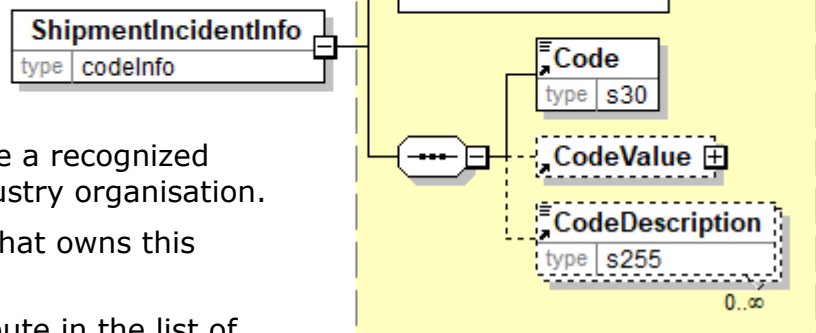 ShipmentIncidentInfo
type codeInfo
Code
type s30
e a recognized
CodeValue
ustry organisation.
CodeDescription
hat owns this
type s255
0..∞
bute in the list of